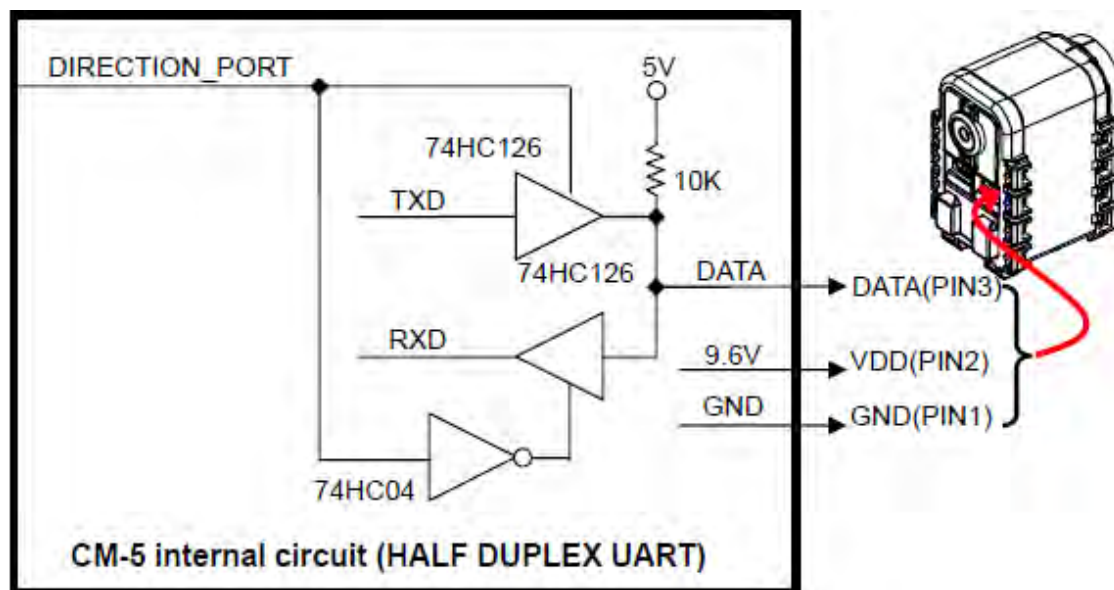 DIRECTION_PORT
5V
74HC126
10K
TXD
74HC126
DATA
DATA(PIN3)
RXD
9.6V
VDD(PIN2)
GND
GND(PIN1)
74HC04
CM-5 internal circuit (HALF DUPLEX UART)